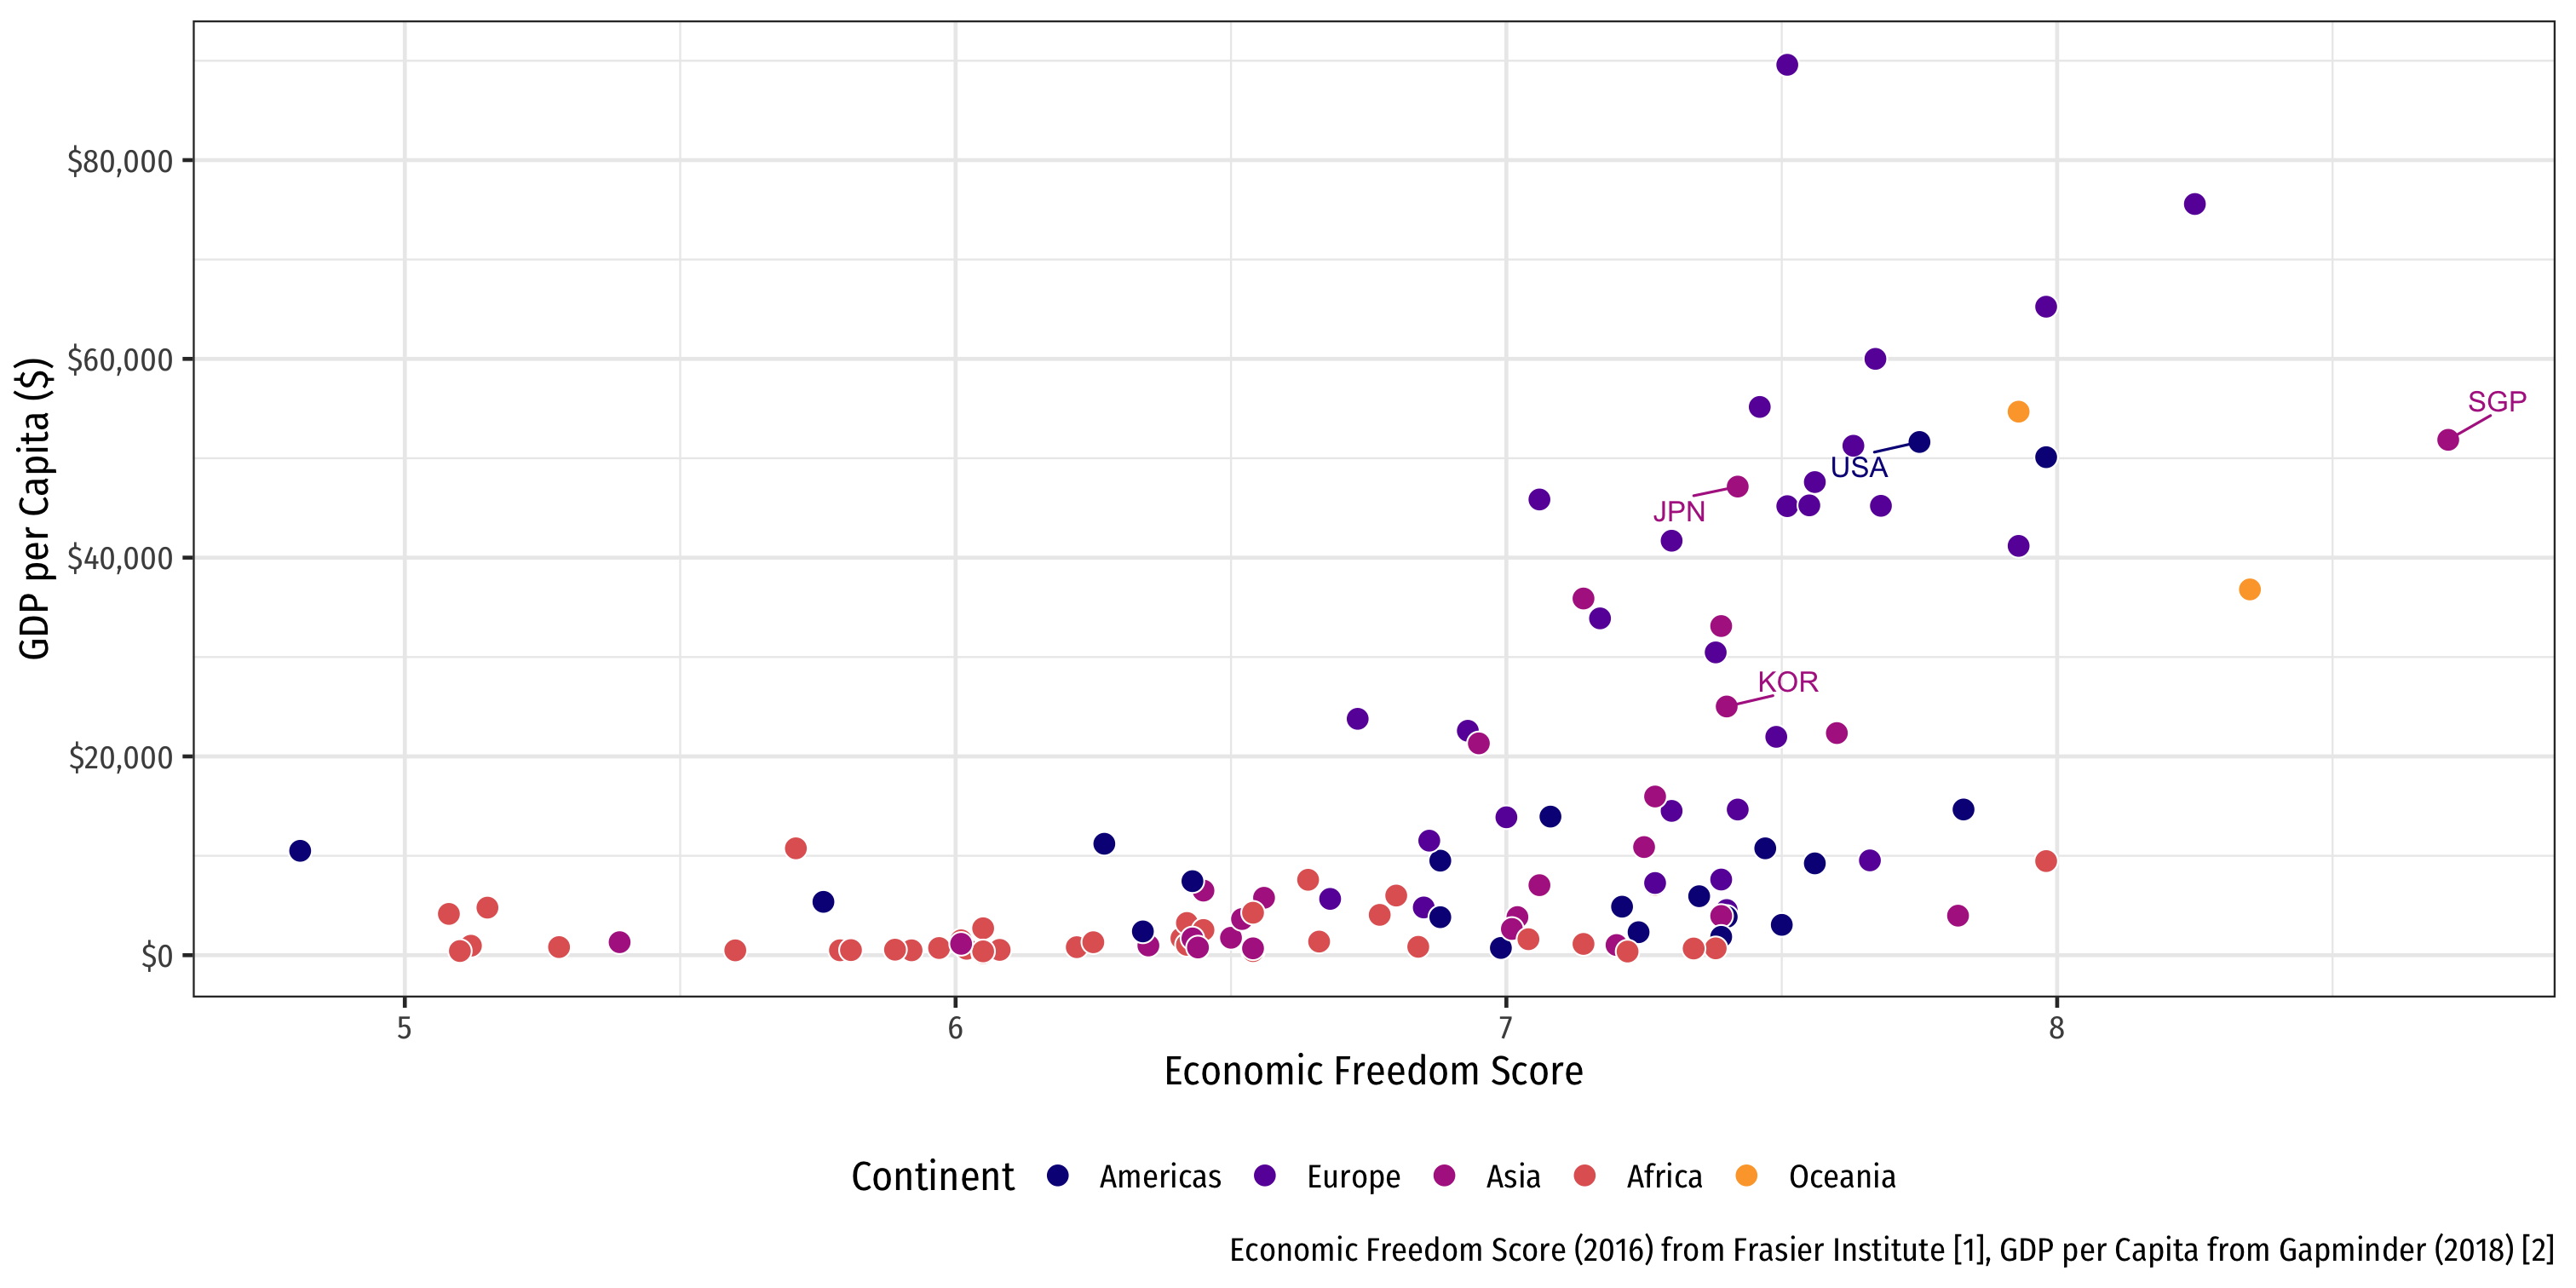 $80,000
$60,000
$40,000
$20,000
$0
GDP per Capita ($)
SGP
USA
JPN
KOR
5 6 7 8
Economic Freedom Score
Continent Americas Europe Asia Africa Oceania
Economic Freedom Score (2016) from Frasier Institute [1], GDP per Capita from Gapminder (2018) [2]